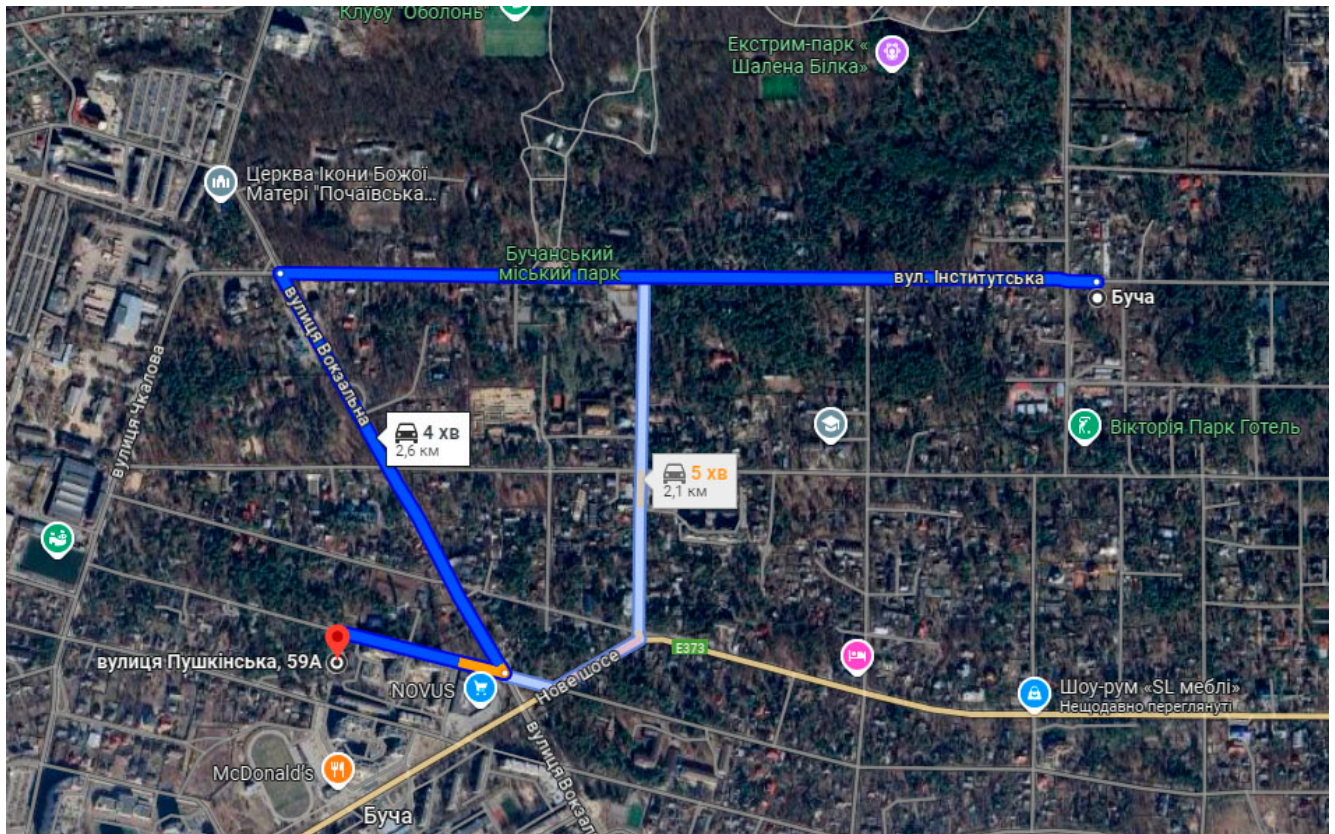 Клубу "Оболонь"
Екстрим-парк «
Шалена Білка»
Церква Ікони Божої
Матері "Почаївська...
Бучанський
міський парк
вул. Інститутська
Буча
вулиця Вокзальна
вулиця Чкалова
4 хв
2,6 км
Вікторія Парк Готель
5 хв
2,1 км
E373
вулиця Пушкінська, 59А
NOVUS
Нове шосе
Шоу-рум «SL меблі»
Нещодавно переглянуті
вулиця Вокзал
McDonald's
Буча